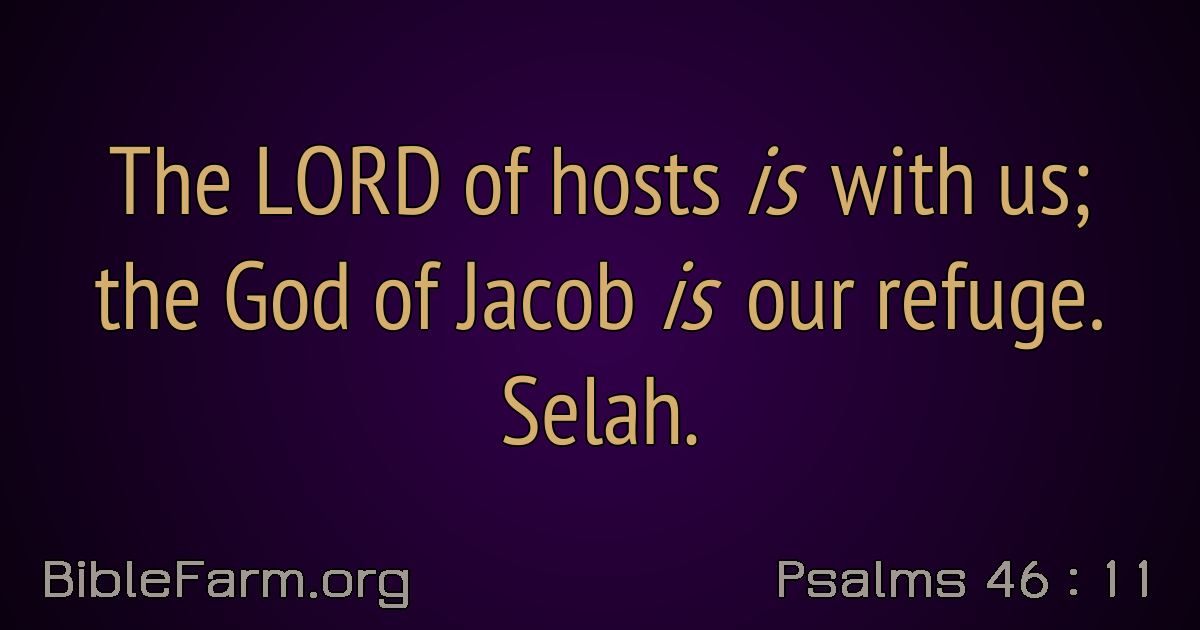 The LORD of hosts is with us;
the God of Jacob is our refuge.
Selah.
BibleFarm.org
Psalms 46 : 11